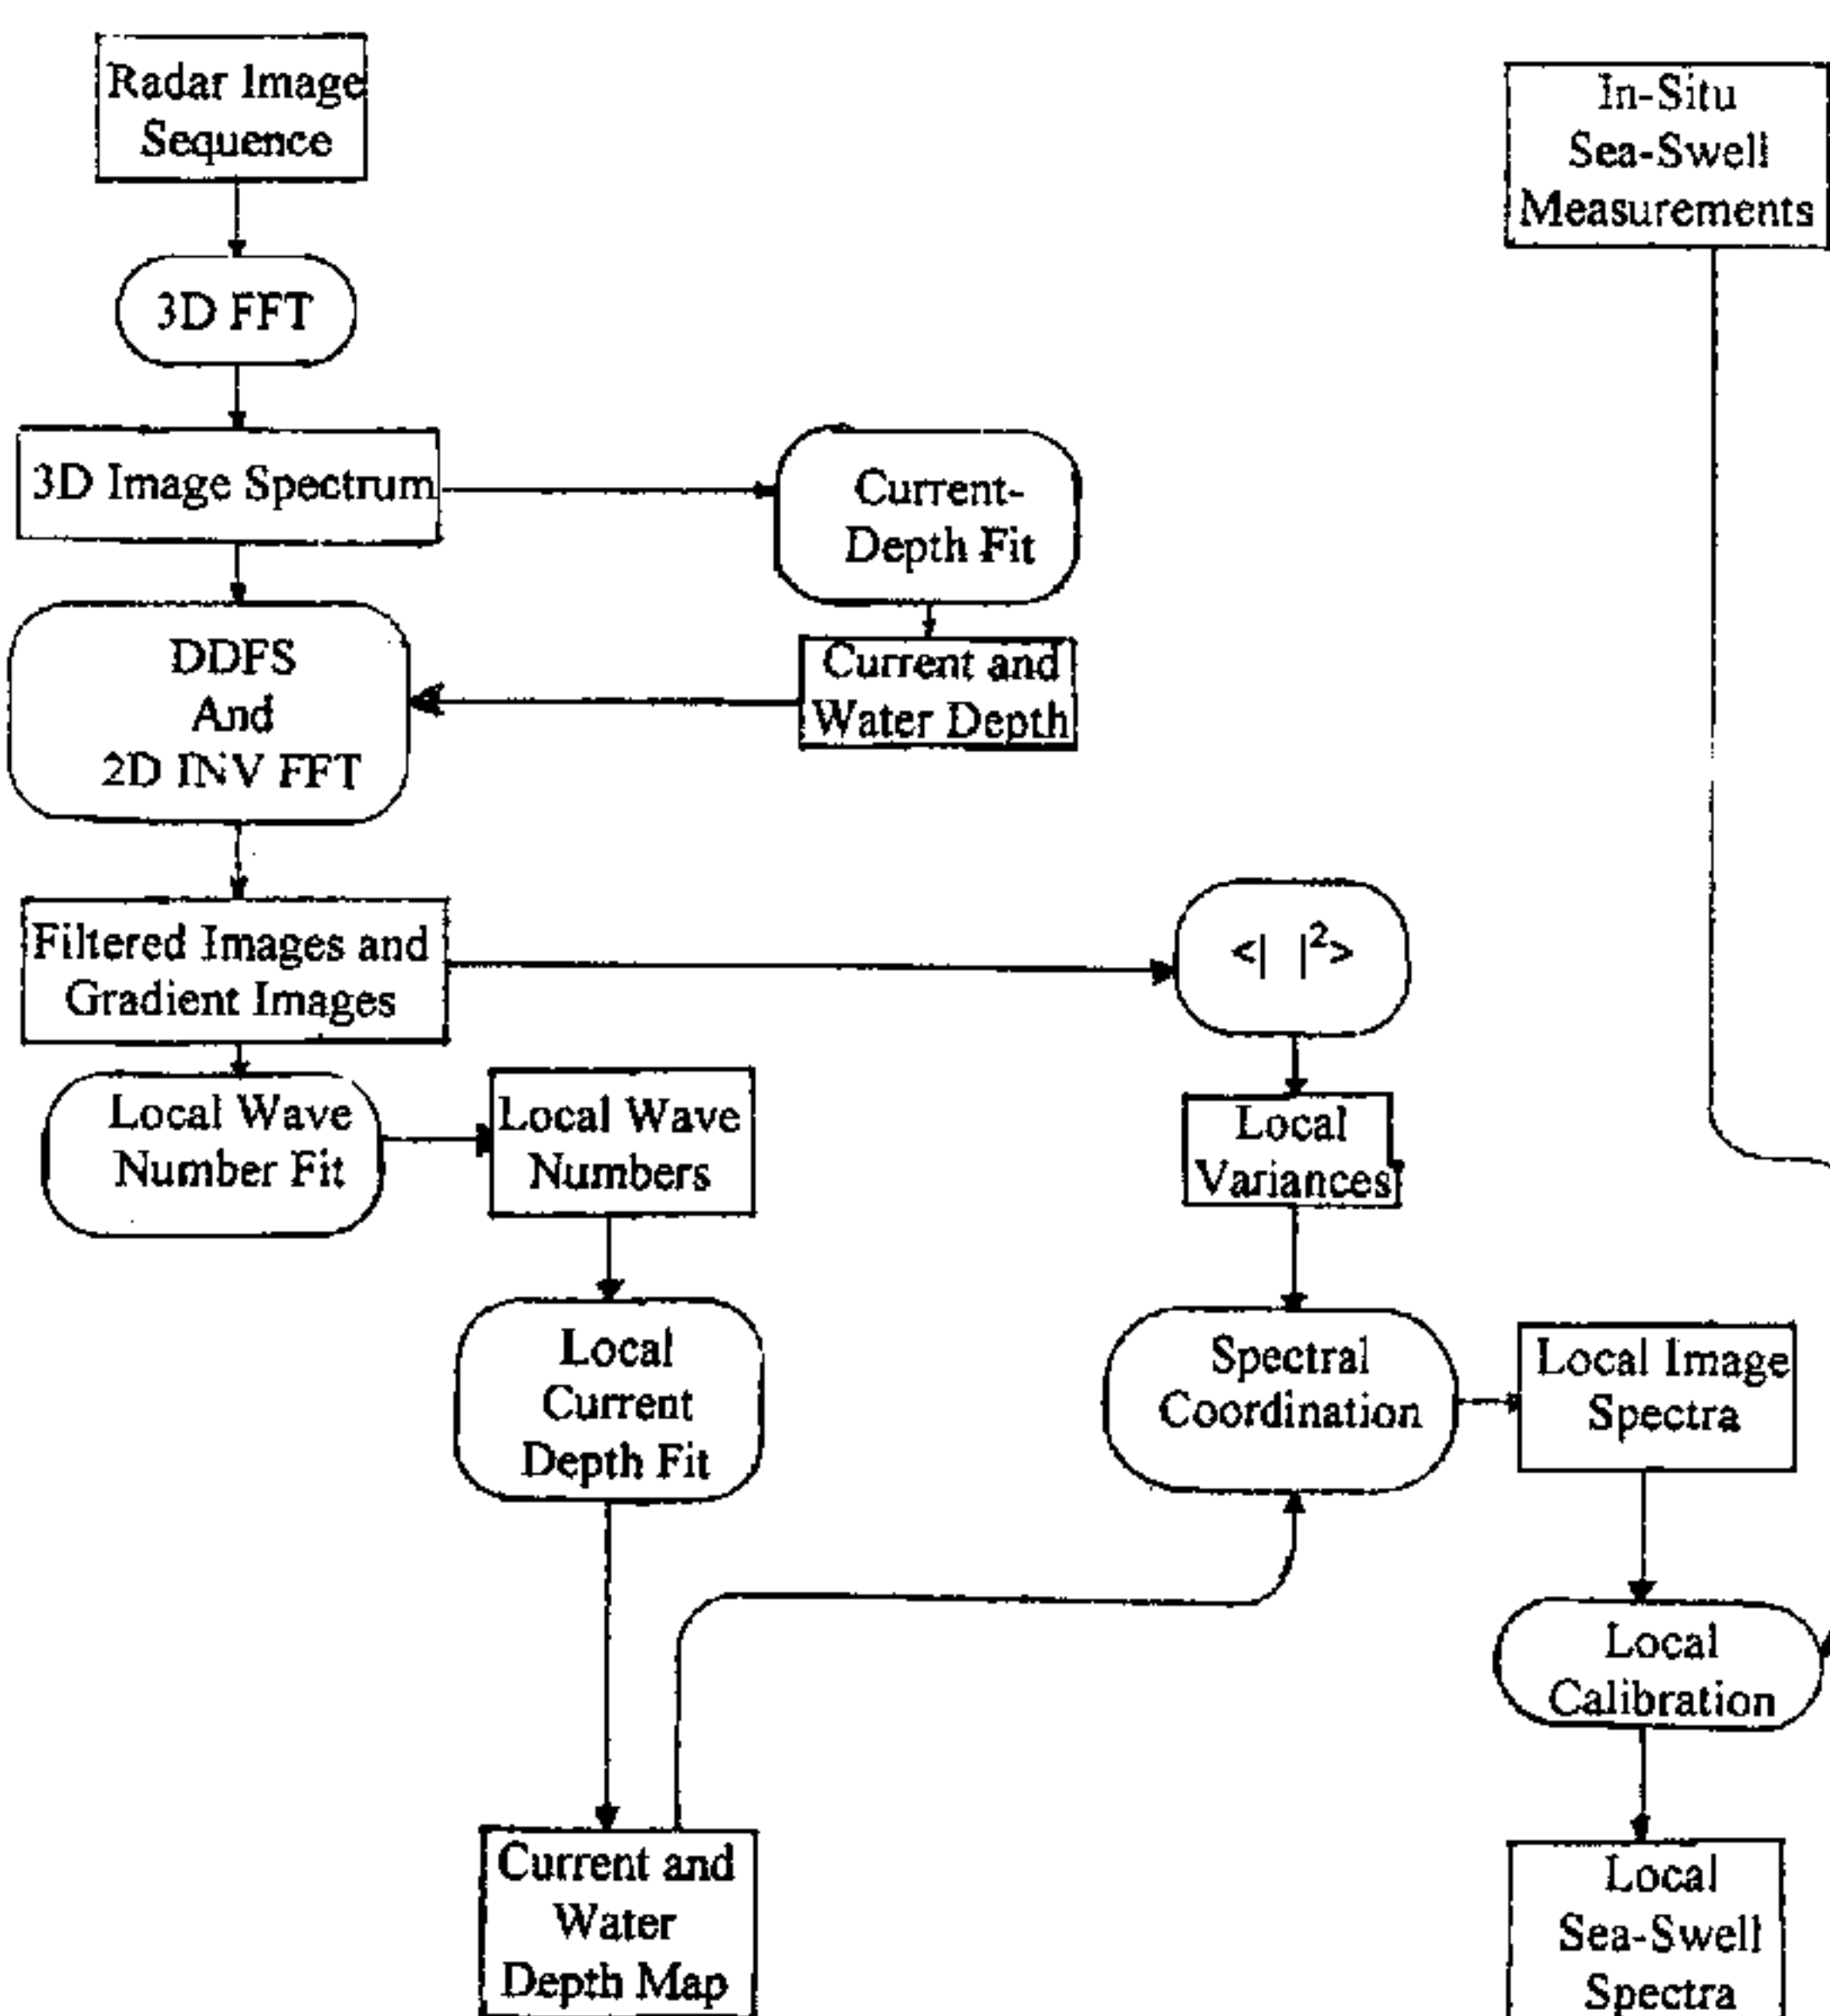 Radar Image
Sequence
In-Situ
Sea-Swell
Measurements
3D FFT
3D Image Spectrum
Current-
Depth Fit
DDFS
And
2D INV FFT
Current and
Water Depth
Filtered Images and
Gradient Images
<| |²>
Local Wave
Number Fit
Local Wave
Numbers
Local
Variances
Local
Current
Depth Fit
Spectral
Coordination
Local Image
Spectra
Local
Calibration
Current and
Water
Depth Map
Local
Sea-Swell
Spectra